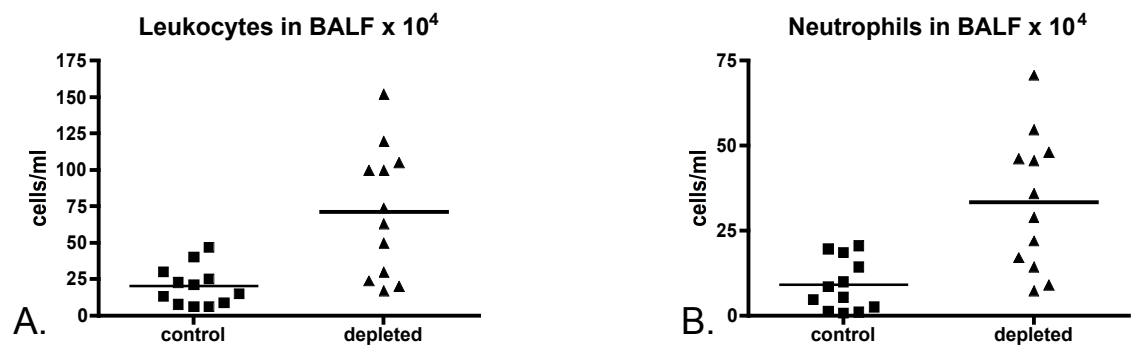 Leukocytes in BALF x 10⁴
175
150
125
100
75
50
25
0
cells/ml
control depleted
A.
Neutrophils in BALF x 10⁴
75
50
25
0
cells/ml
control depleted
B.